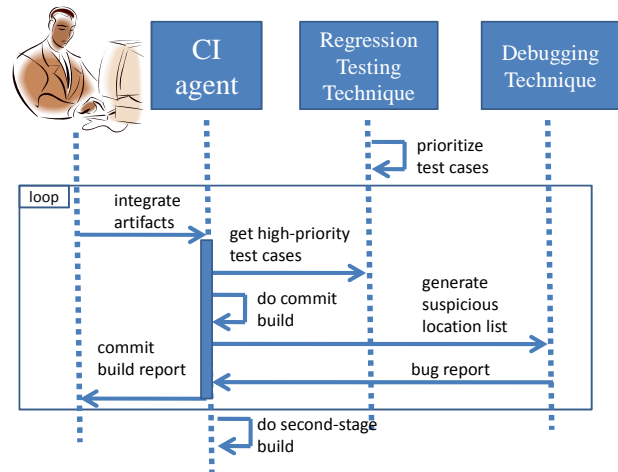 CI
agent
Regression
Testing
Technique
Debugging
Technique
prioritize
test cases
loop
integrate
artifacts
get high-priority
test cases
do commit
build
generate
suspicious
location list
commit
build report
bug report
do second-stage
build